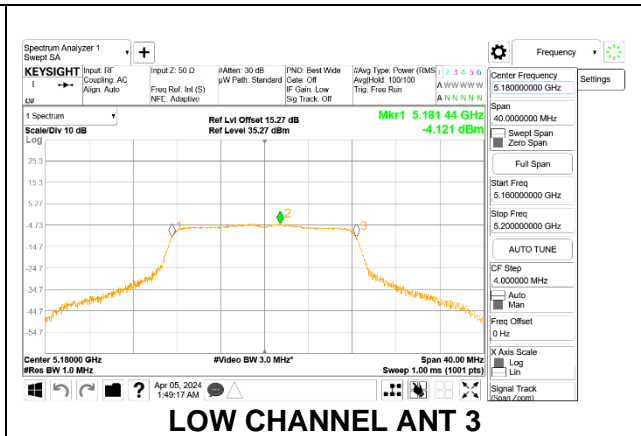 Spectrum Analyzer 1
Swept SA
+
Frequency
KEYSIGHT
Input: RF
Coupling: AC
Align: Auto
Input Z: 50 Ω
Freq Ref: Int (S)
NFE: Adaptive
#Atten: 30 dB
µW Path: Standard
PNO: Best Wide
Gate: Off
IF Gain: Low
Sig Track: Off
#Avg Type: Power (RMS
Avg|Hold: 100/100
Trig: Free Run
1 2 3 4 5 6
A W W W W W
A N N N N N
Center Frequency
5.180000000 GHz
Settings
Span
40.0000000 MHz
Swept Span
Zero Span
Full Span
Start Freq
5.160000000 GHz
Stop Freq
5.200000000 GHz
AUTO TUNE
CF Step
4.000000 MHz
Auto
Man
Freq Offset
0 Hz
X Axis Scale
Log
Lin
Signal Track
(Span Zoom)
1 Spectrum
Scale/Div 10 dB
Log
Ref Lvl Offset 15.27 dB
Ref Level 35.27 dBm
Mkr1 5.181 44 GHz
-4.121 dBm
25.3
15.3
5.27
-4.73
-14.7
-24.7
-34.7
-44.7
-54.7
1
2
3
Center 5.18000 GHz
#Res BW 1.0 MHz
#Video BW 3.0 MHz*
Span 40.00 MHz
Sweep 1.00 ms (1001 pts)
?
Apr 05, 2024
1:49:17 AM
LOW CHANNEL ANT 3